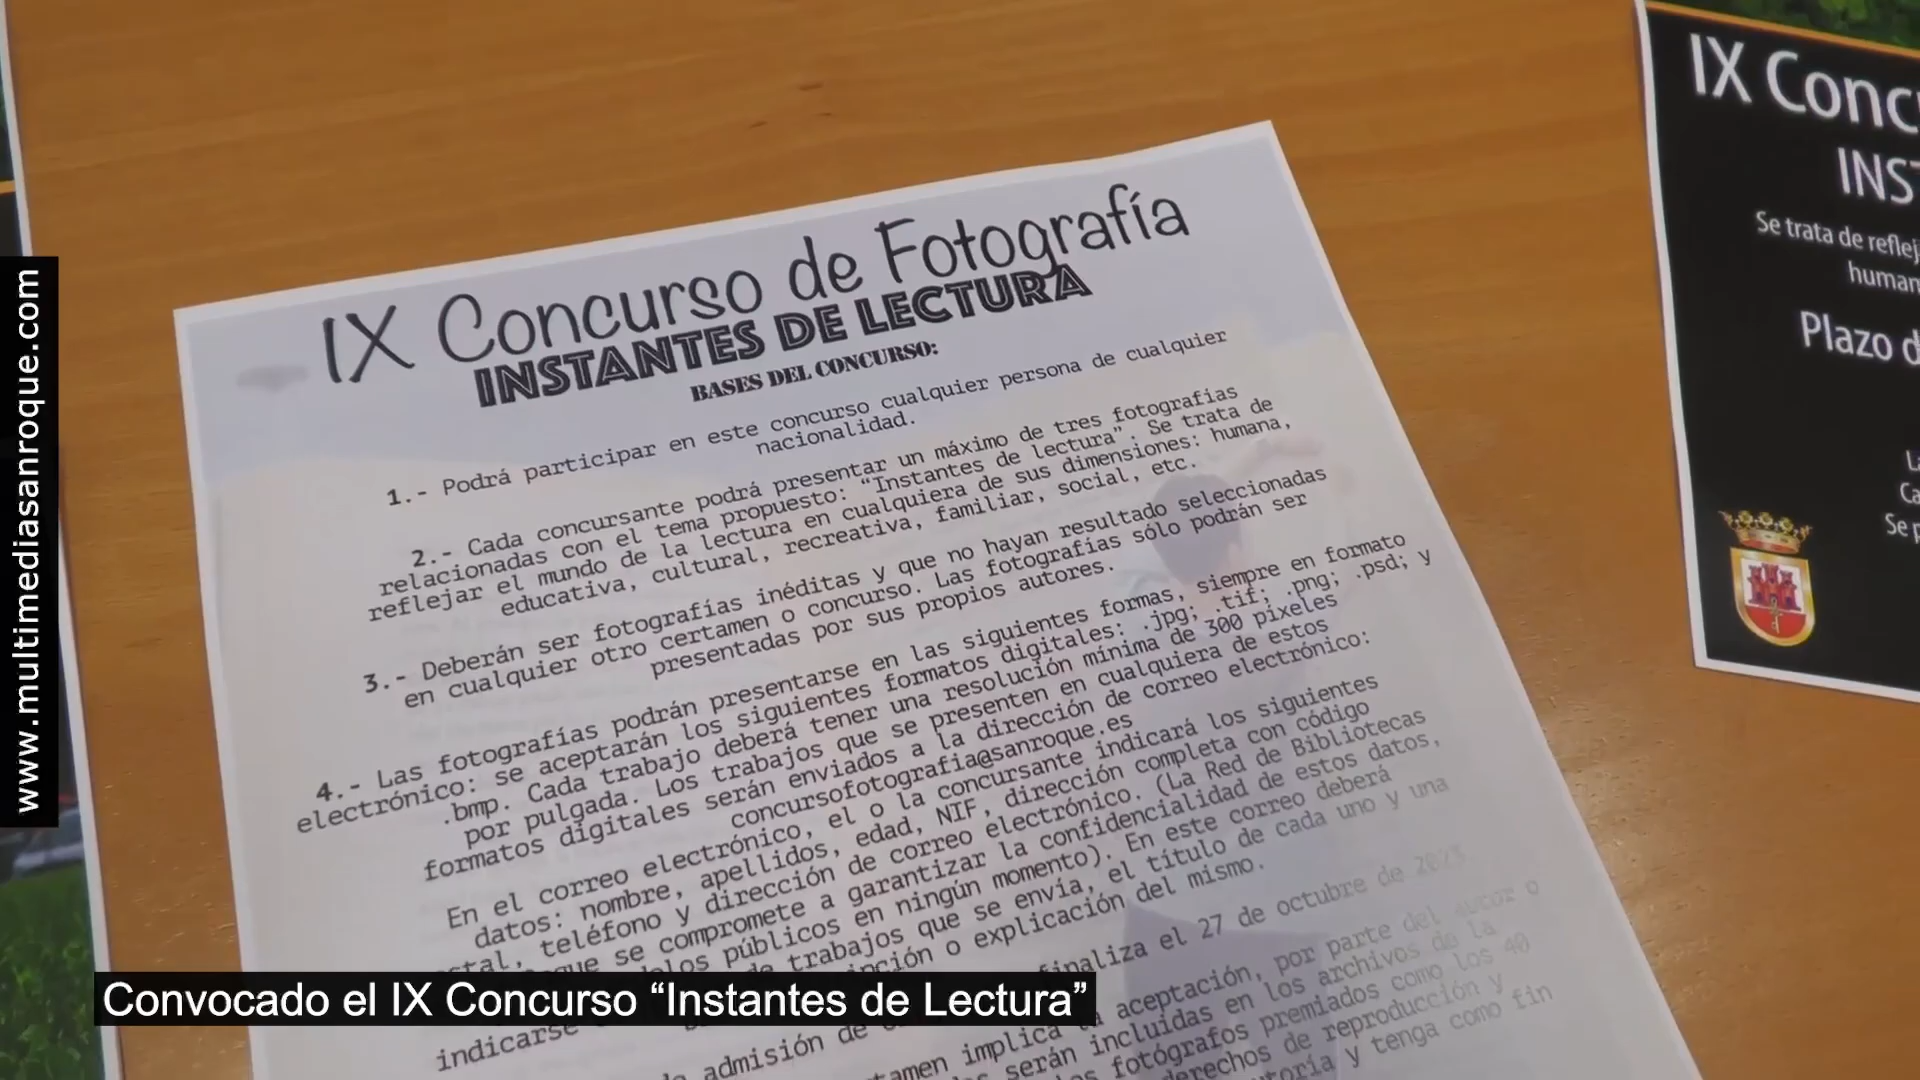 www.multimediasanroque.com
IX Concurso de Fotografía
INSTANTES DE LECTURA
BASES DEL CONCURSO:
1.- Podrá participar en este concurso cualquier persona de cualquier
nacionalidad.
2.- Cada concursante podrá presentar un máximo de tres fotografías
relacionadas con el tema propuesto: “Instantes de lectura”. Se trata de
reflejar el mundo de la lectura en cualquiera de sus dimensiones: humana,
educativa, cultural, recreativa, familiar, social, etc.
3.- Deberán ser fotografías inéditas y que no hayan resultado seleccionadas
en cualquier otro certamen o concurso. Las fotografías sólo podrán ser
presentadas por sus propios autores.
4.- Las fotografías podrán presentarse en las siguientes formas, siempre en formato
electrónico: se aceptarán los siguientes formatos digitales: .jpg; .tif; .png; .psd; y
.bmp. Cada trabajo deberá tener una resolución mínima de 300 píxeles
por pulgada. Los trabajos que se presenten en cualquiera de estos
formatos digitales serán enviados a la dirección de correo electrónico:
concursofotografia@sanroque.es
En el correo electrónico, el o la concursante indicará los siguientes
datos: nombre, apellidos, edad, NIF, dirección completa con código
teléfono y dirección de correo electrónico. (La Red de Bibliotecas
se compromete a garantizar la confidencialidad de estos datos,
públicos en ningún momento). En este correo deberá
indicarse trabajos que se envía, el título de cada uno y una
o explicación del mismo.
admisión de finaliza el 27 de octubre de 2023.
implica la aceptación, por parte del autor o
serán incluidas en los archivos de la
fotógrafos premiados como los 40
derechos de reproducción y
y tenga como fin
Convocado el IX Concurso “Instantes de Lectura”
IX Conc
INS
Se trata de reflej
human
Plazo d
La
Ca
Se p